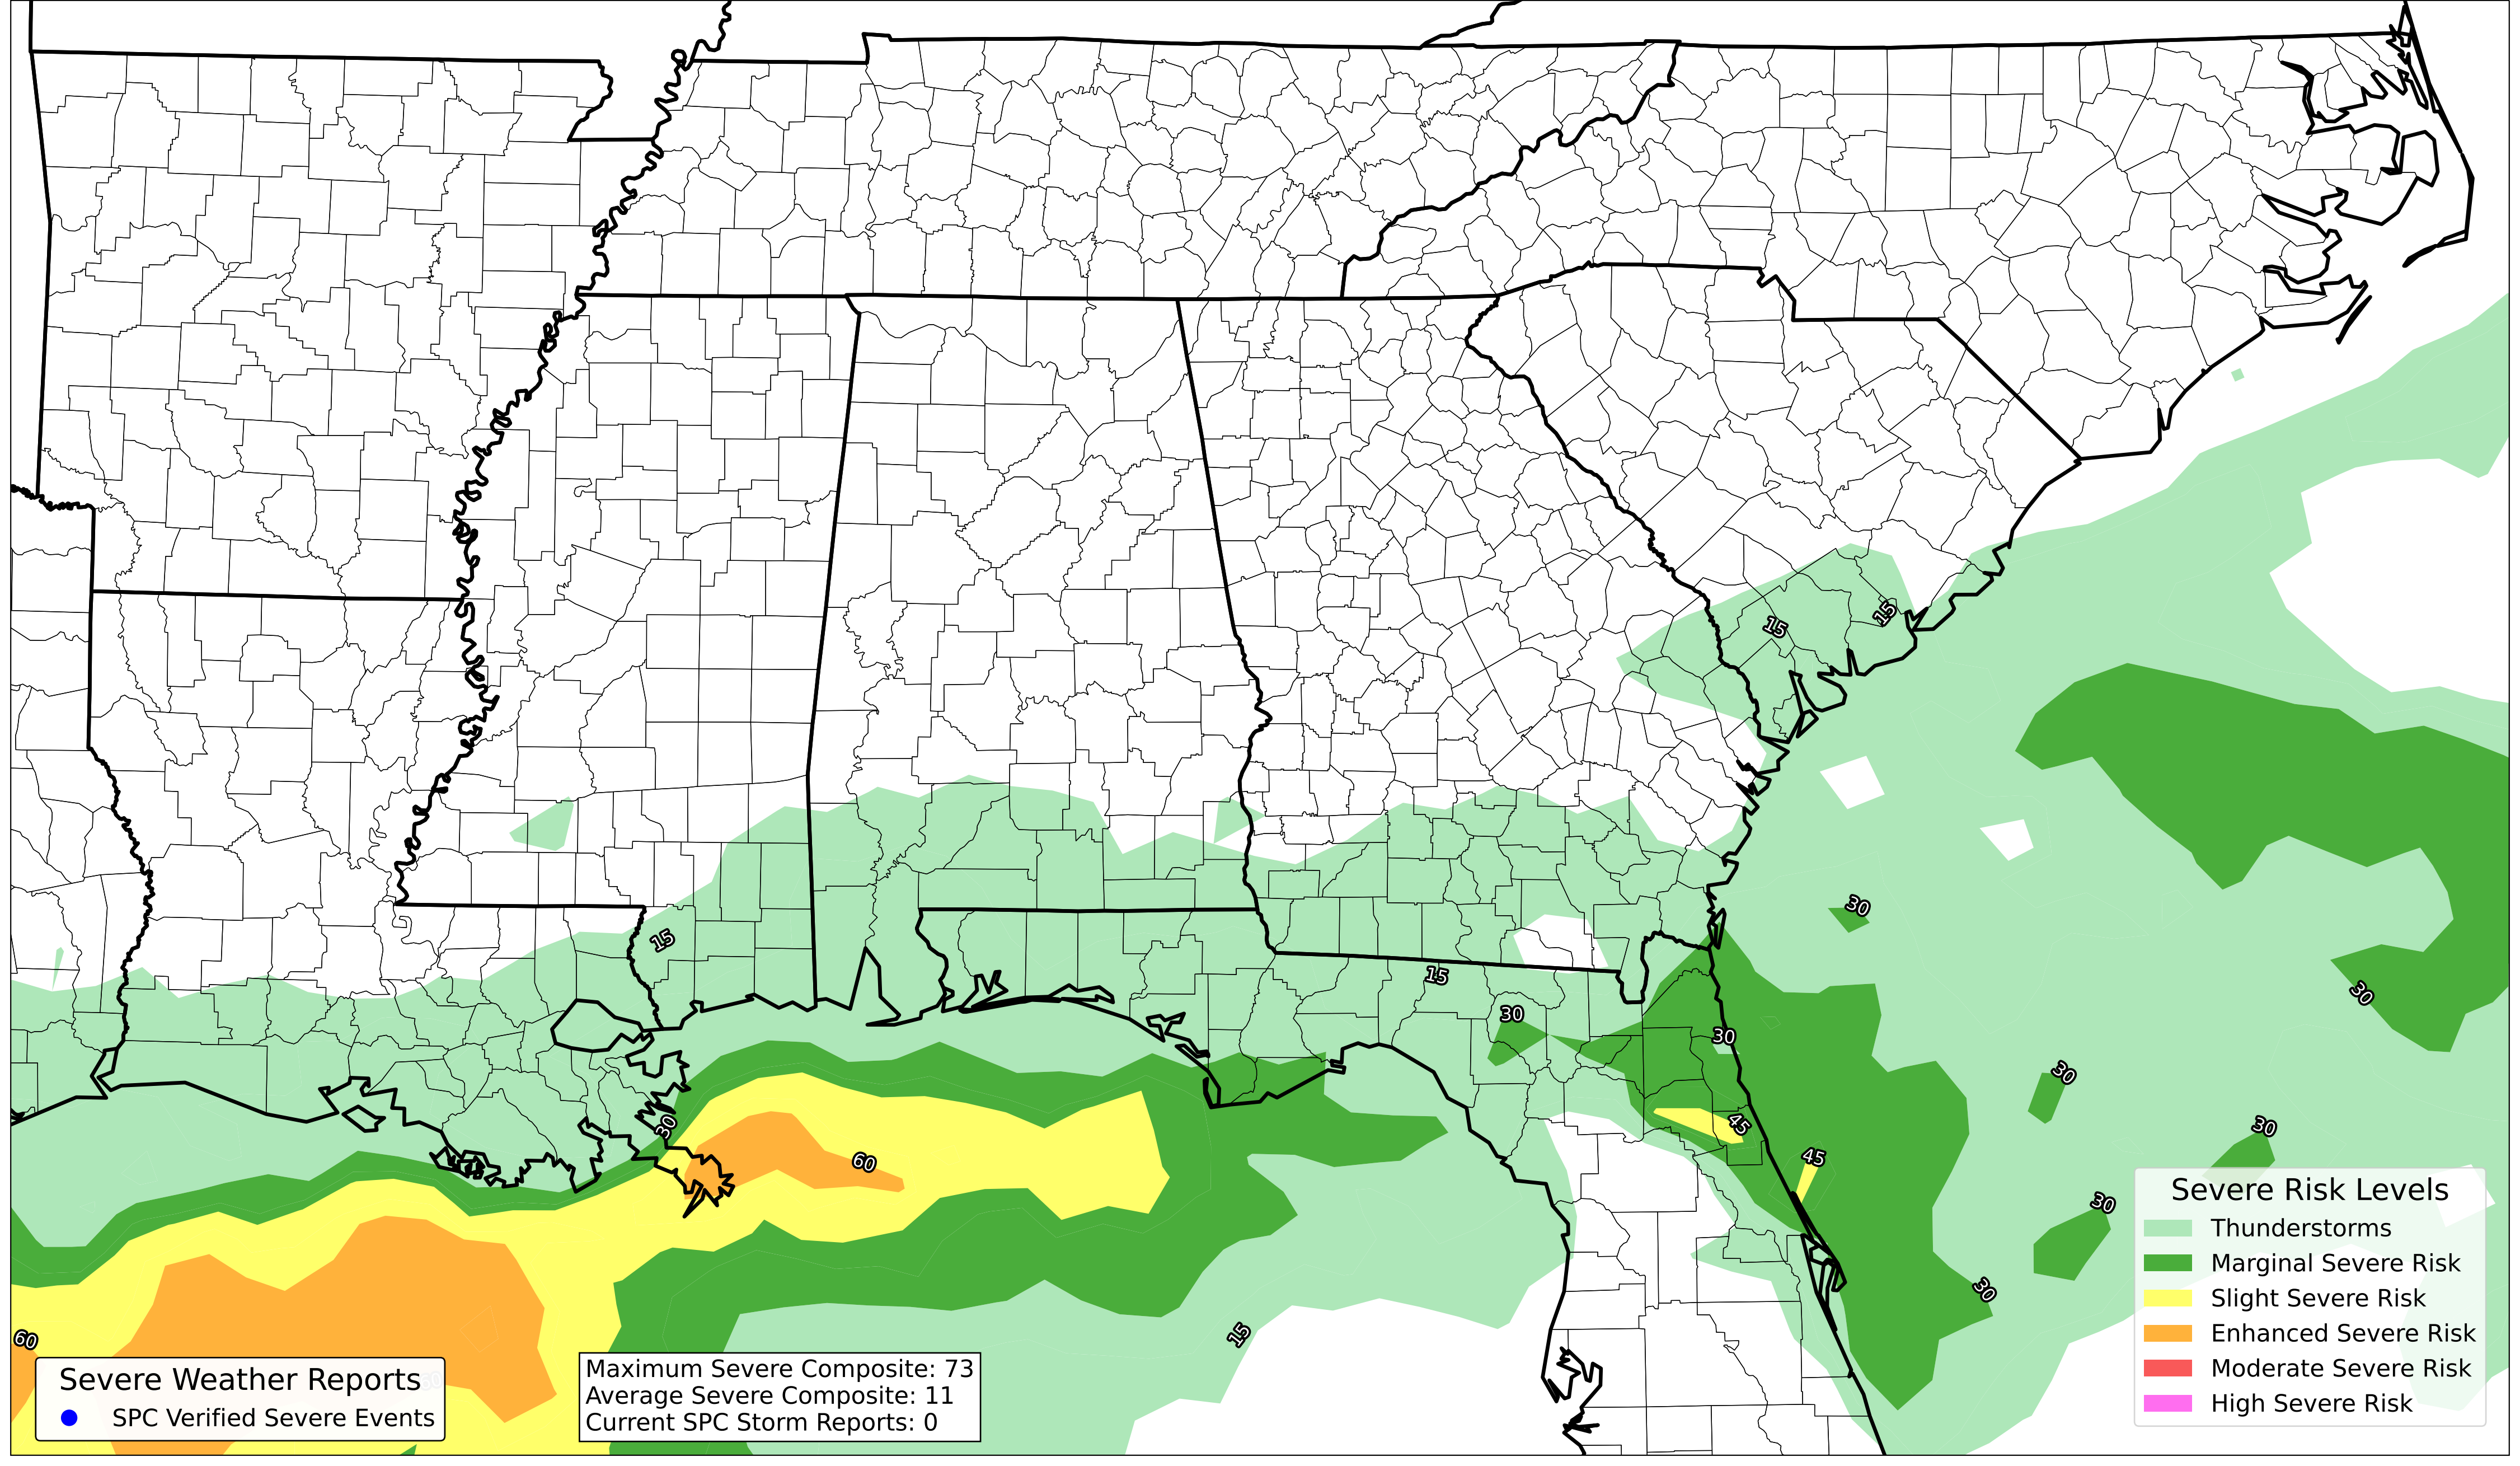 15
15
15
30
15
30
30
30
30
30
45
30
30
45
60
30
30
15
60
Severe Risk Levels
Thunderstorms
Marginal Severe Risk
Slight Severe Risk
Enhanced Severe Risk
Moderate Severe Risk
High Severe Risk
Severe Weather Reports
SPC Verified Severe Events
Maximum Severe Composite: 73
Average Severe Composite: 11
Current SPC Storm Reports: 0